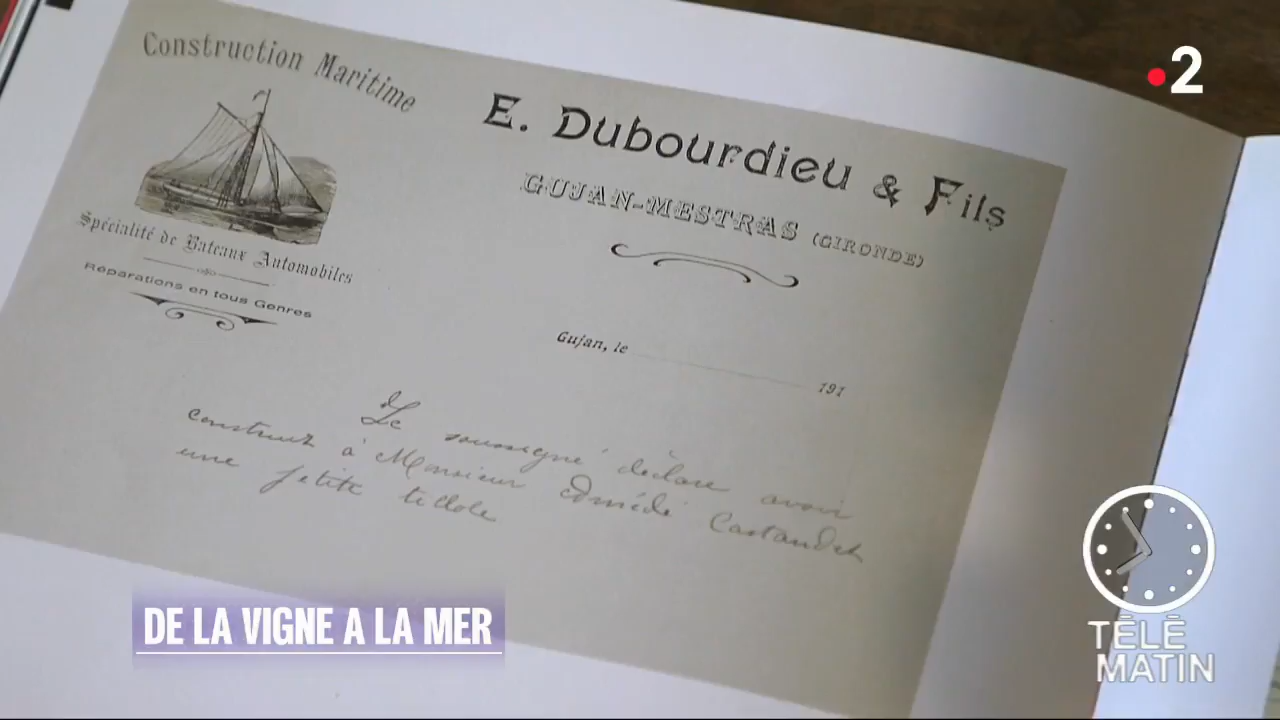 Construction Maritime
E. Dubourdieu & Fils
GUJAN-MESTRAS (GIRONDE)
Spécialité de Bateaux Automobiles
Réparations en tous Genres
Gujan, le 191
Le soussigné déclare avoir
construit à Monsieur Edmédé Castandet
une petite tillole
2
DE LA VIGNE A LA MER
TÉLÉ
MATIN